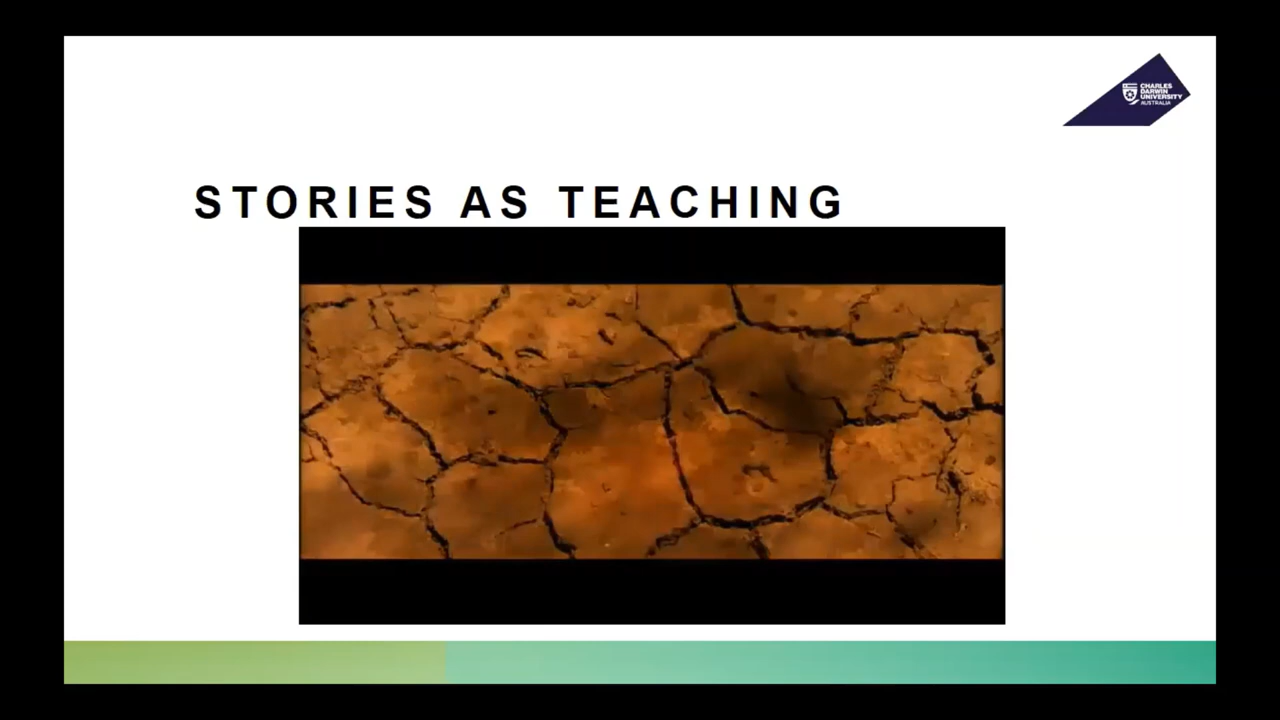 CHARLES
DARWIN
UNIVERSITY
AUSTRALIA
STORIES AS TEACHING